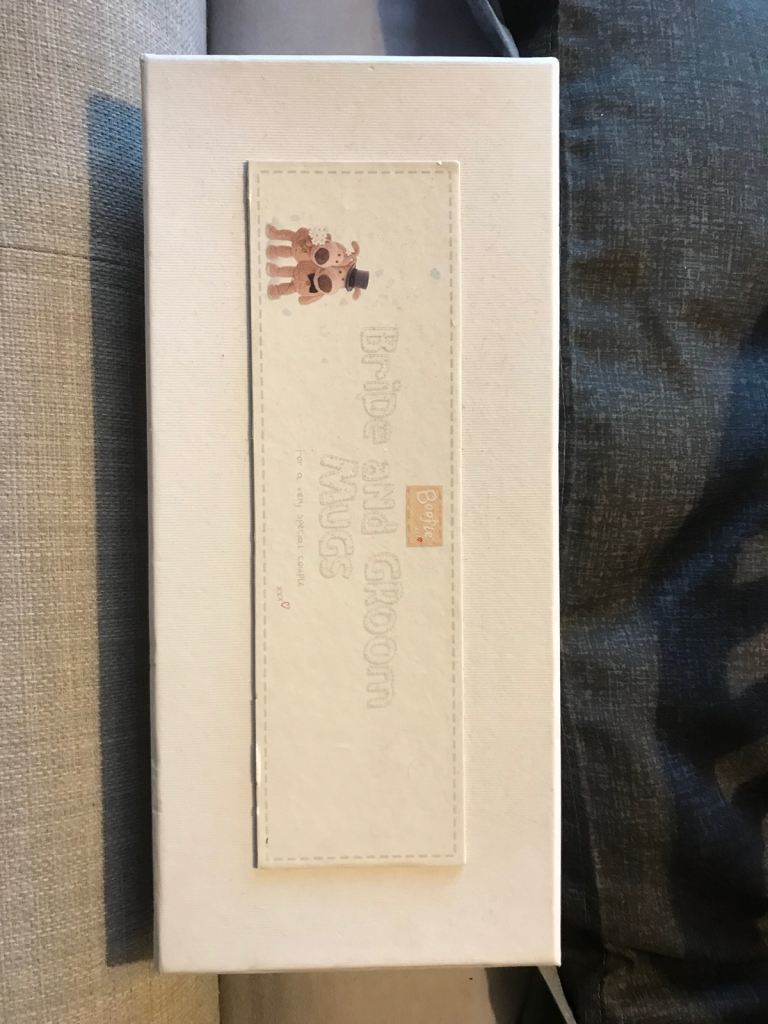 Boofle
Bride and Groom
Mugs
For a very special couple
xxx